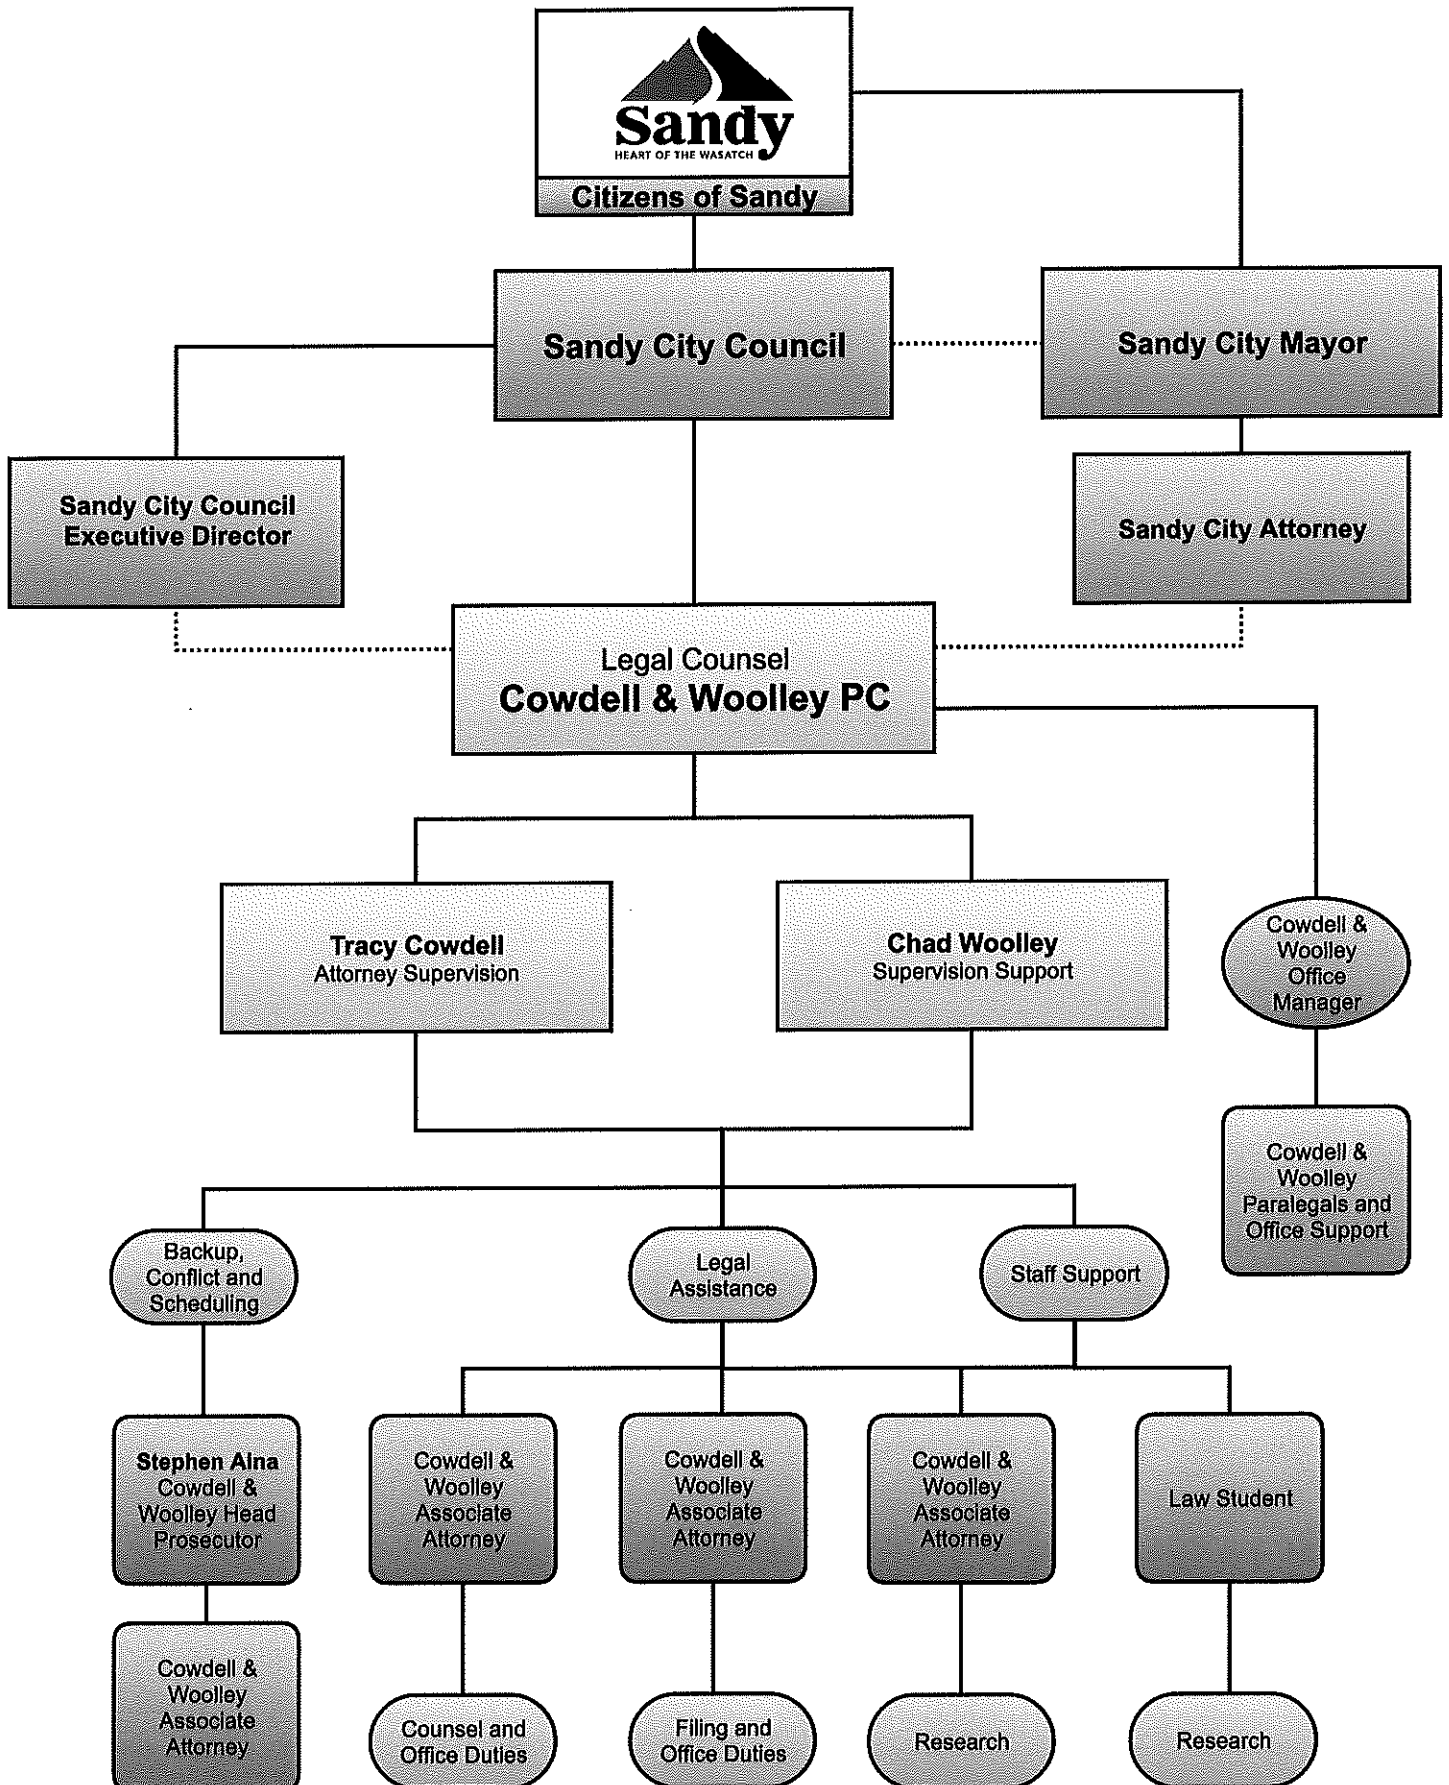 Sandy
HEART OF THE WASATCH
Citizens of Sandy
Sandy City Council
Sandy City Mayor
Sandy City Council
Executive Director
Sandy City Attorney
Legal Counsel
Cowdell & Woolley PC
Tracy Cowdell
Attorney Supervision
Chad Woolley
Supervision Support
Cowdell &
Woolley
Office
Manager
Cowdell &
Woolley
Paralegals and
Office Support
Backup,
Conflict and
Scheduling
Legal
Assistance
Staff Support
Stephen Aina
Cowdell &
Woolley Head
Prosecutor
Cowdell &
Woolley
Associate
Attorney
Cowdell &
Woolley
Associate
Attorney
Cowdell &
Woolley
Associate
Attorney
Law Student
Cowdell &
Woolley
Associate
Attorney
Counsel and
Office Duties
Filing and
Office Duties
Research
Research